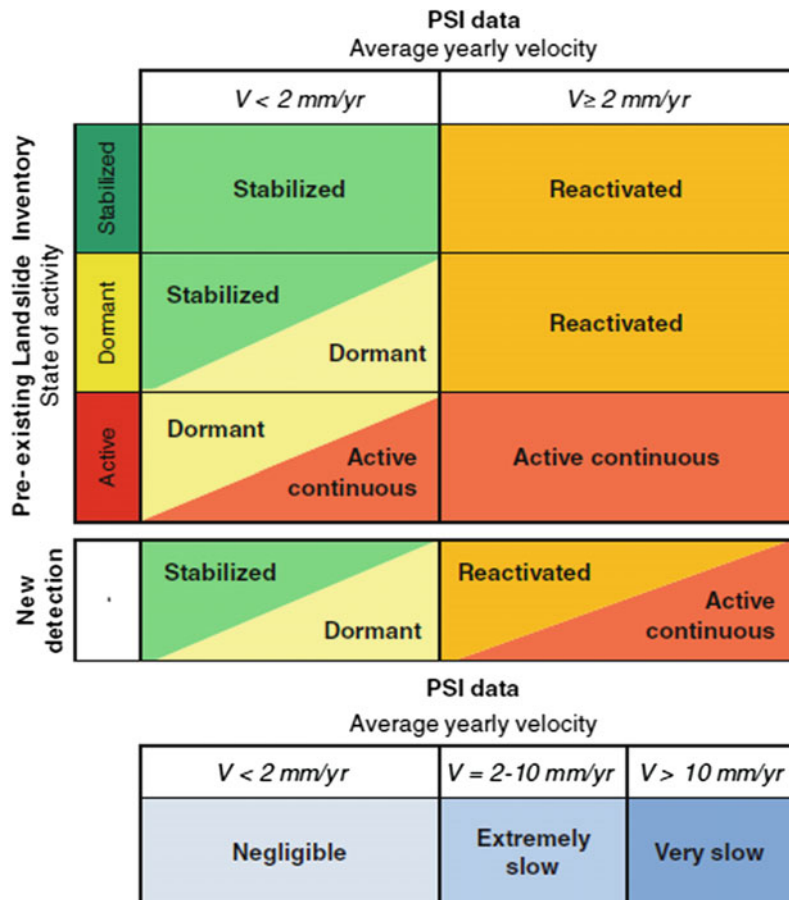 PSI data
Average yearly velocity
V < 2 mm/yr
V≥ 2 mm/yr
Pre-existing Landslide Inventory
State of activity
Stabilized
Stabilized
Reactivated
Dormant
Stabilized
Dormant
Reactivated
Active
Dormant
Active
continuous
Active continuous
New
detection
Stabilized
Dormant
Reactivated
Active
continuous
PSI data
Average yearly velocity
V < 2 mm/yr
V = 2-10 mm/yr
V > 10 mm/yr
Negligible
Extremely
slow
Very slow